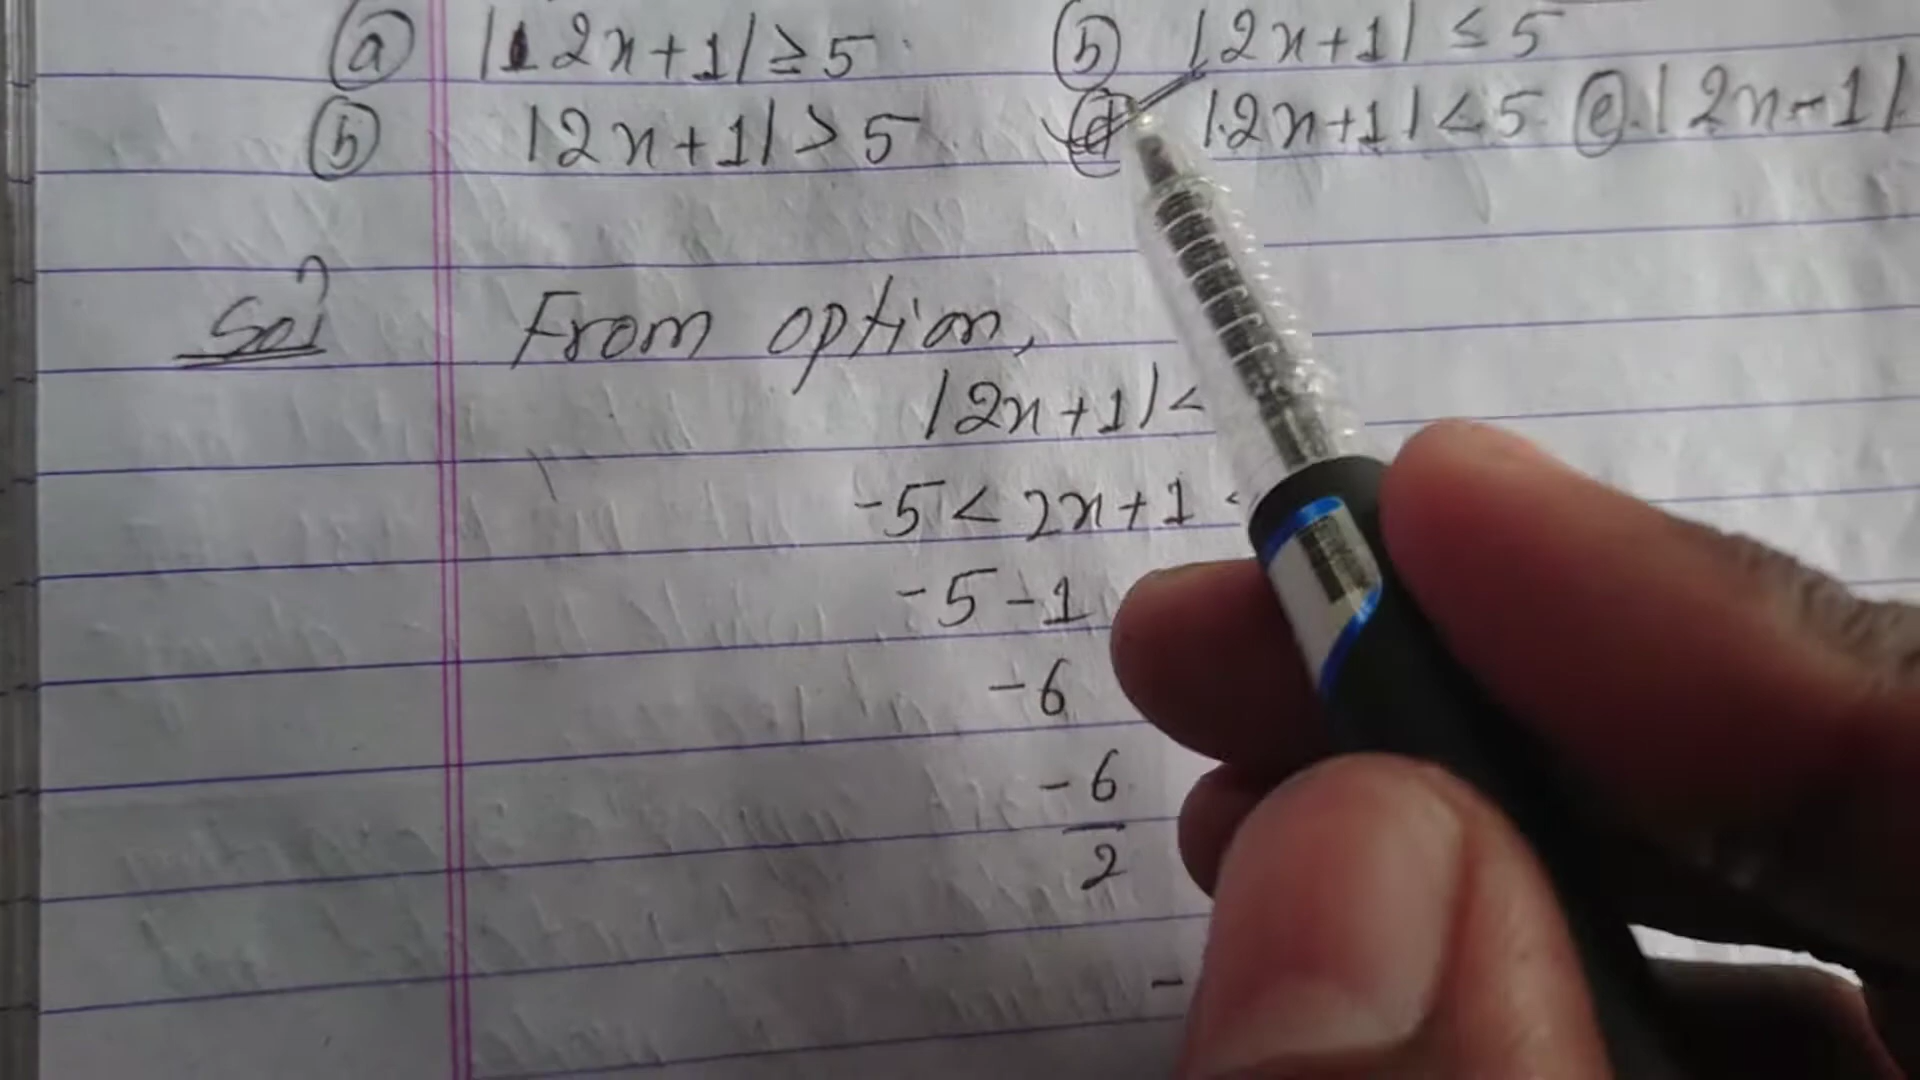 ⓐ |1 2x+1| ≥ 5 ⓑ |2x+1| ≤ 5
ⓑ |2x+1| > 5 ⓓ |2x+1| < 5 ⓔ |2x-1|
Sol?
From option,
|2x+1| <
-5 < 2x+1 <
-5-1
-6
-6
2
-